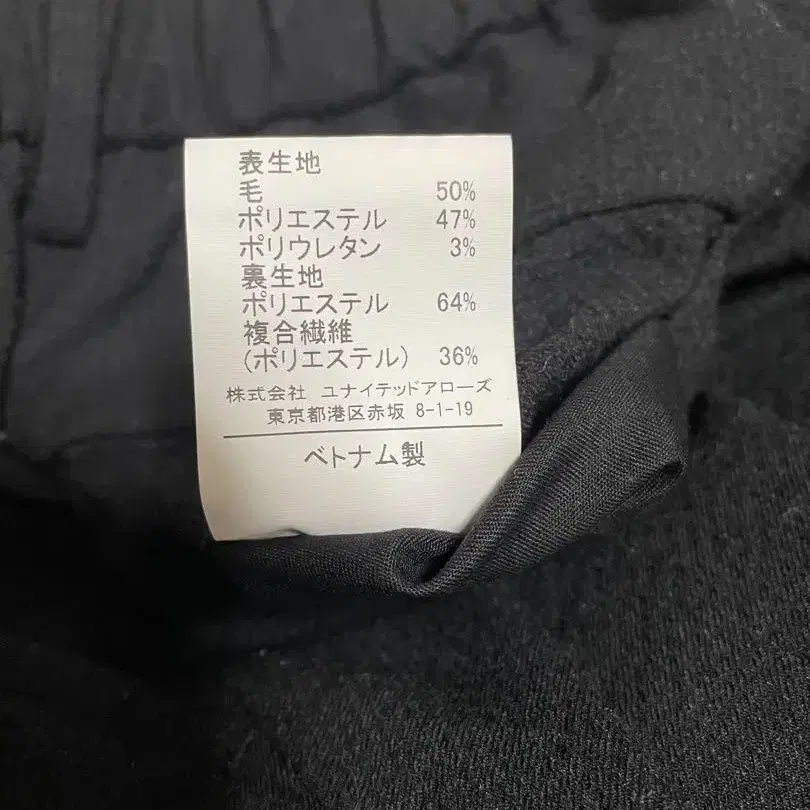 表生地
毛 50%
ポリエステル 47%
ポリウレタン 3%
裏生地
ポリエステル 64%
複合繊維
(ポリエステル) 36%
株式会社 ユナイテッドアローズ
東京都港区赤坂 8-1-19
ベトナム製